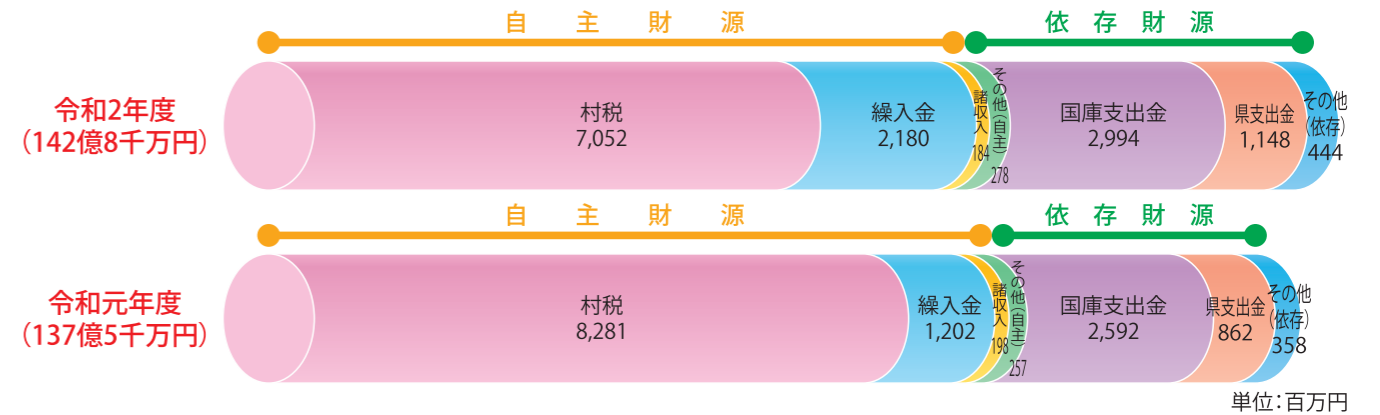 自主財源
依存財源
令和2年度
(142億8千万円)
村税
7,052
繰入金
2,180
諸収入
184
その他(自主)
278
国庫支出金
2,994
県支出金
1,148
その他
(依存)
444
自主財源
依存財源
令和元年度
(137億5千万円)
村税
8,281
繰入金
1,202
諸収入
198
その他(自主)
257
国庫支出金
2,592
県支出金
862
その他
(依存)
358
単位:百万円